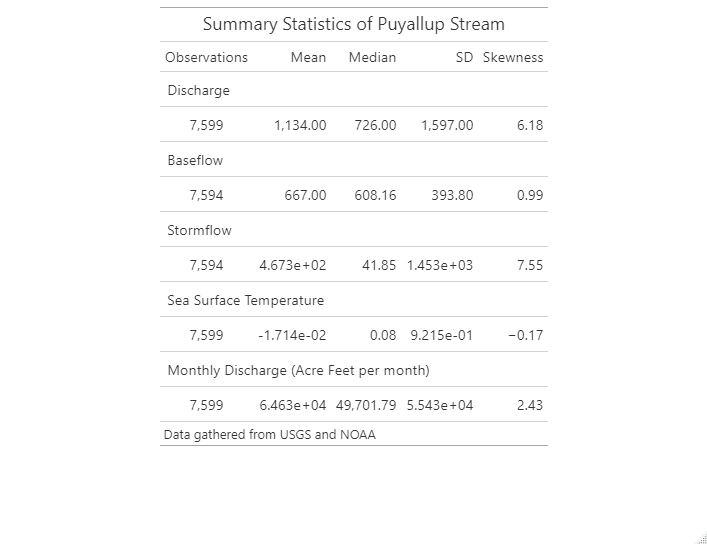 Summary Statistics of Puyallup Stream
Observations Mean Median SD Skewness
Discharge
7,599 1,134.00 726.00 1,597.00 6.18
Baseflow
7,594 667.00 608.16 393.80 0.99
Stormflow
7,594 4.673e+02 41.85 1.453e+03 7.55
Sea Surface Temperature
7,599 -1.714e-02 0.08 9.215e-01 −0.17
Monthly Discharge (Acre Feet per month)
7,599 6.463e+04 49,701.79 5.543e+04 2.43
Data gathered from USGS and NOAA